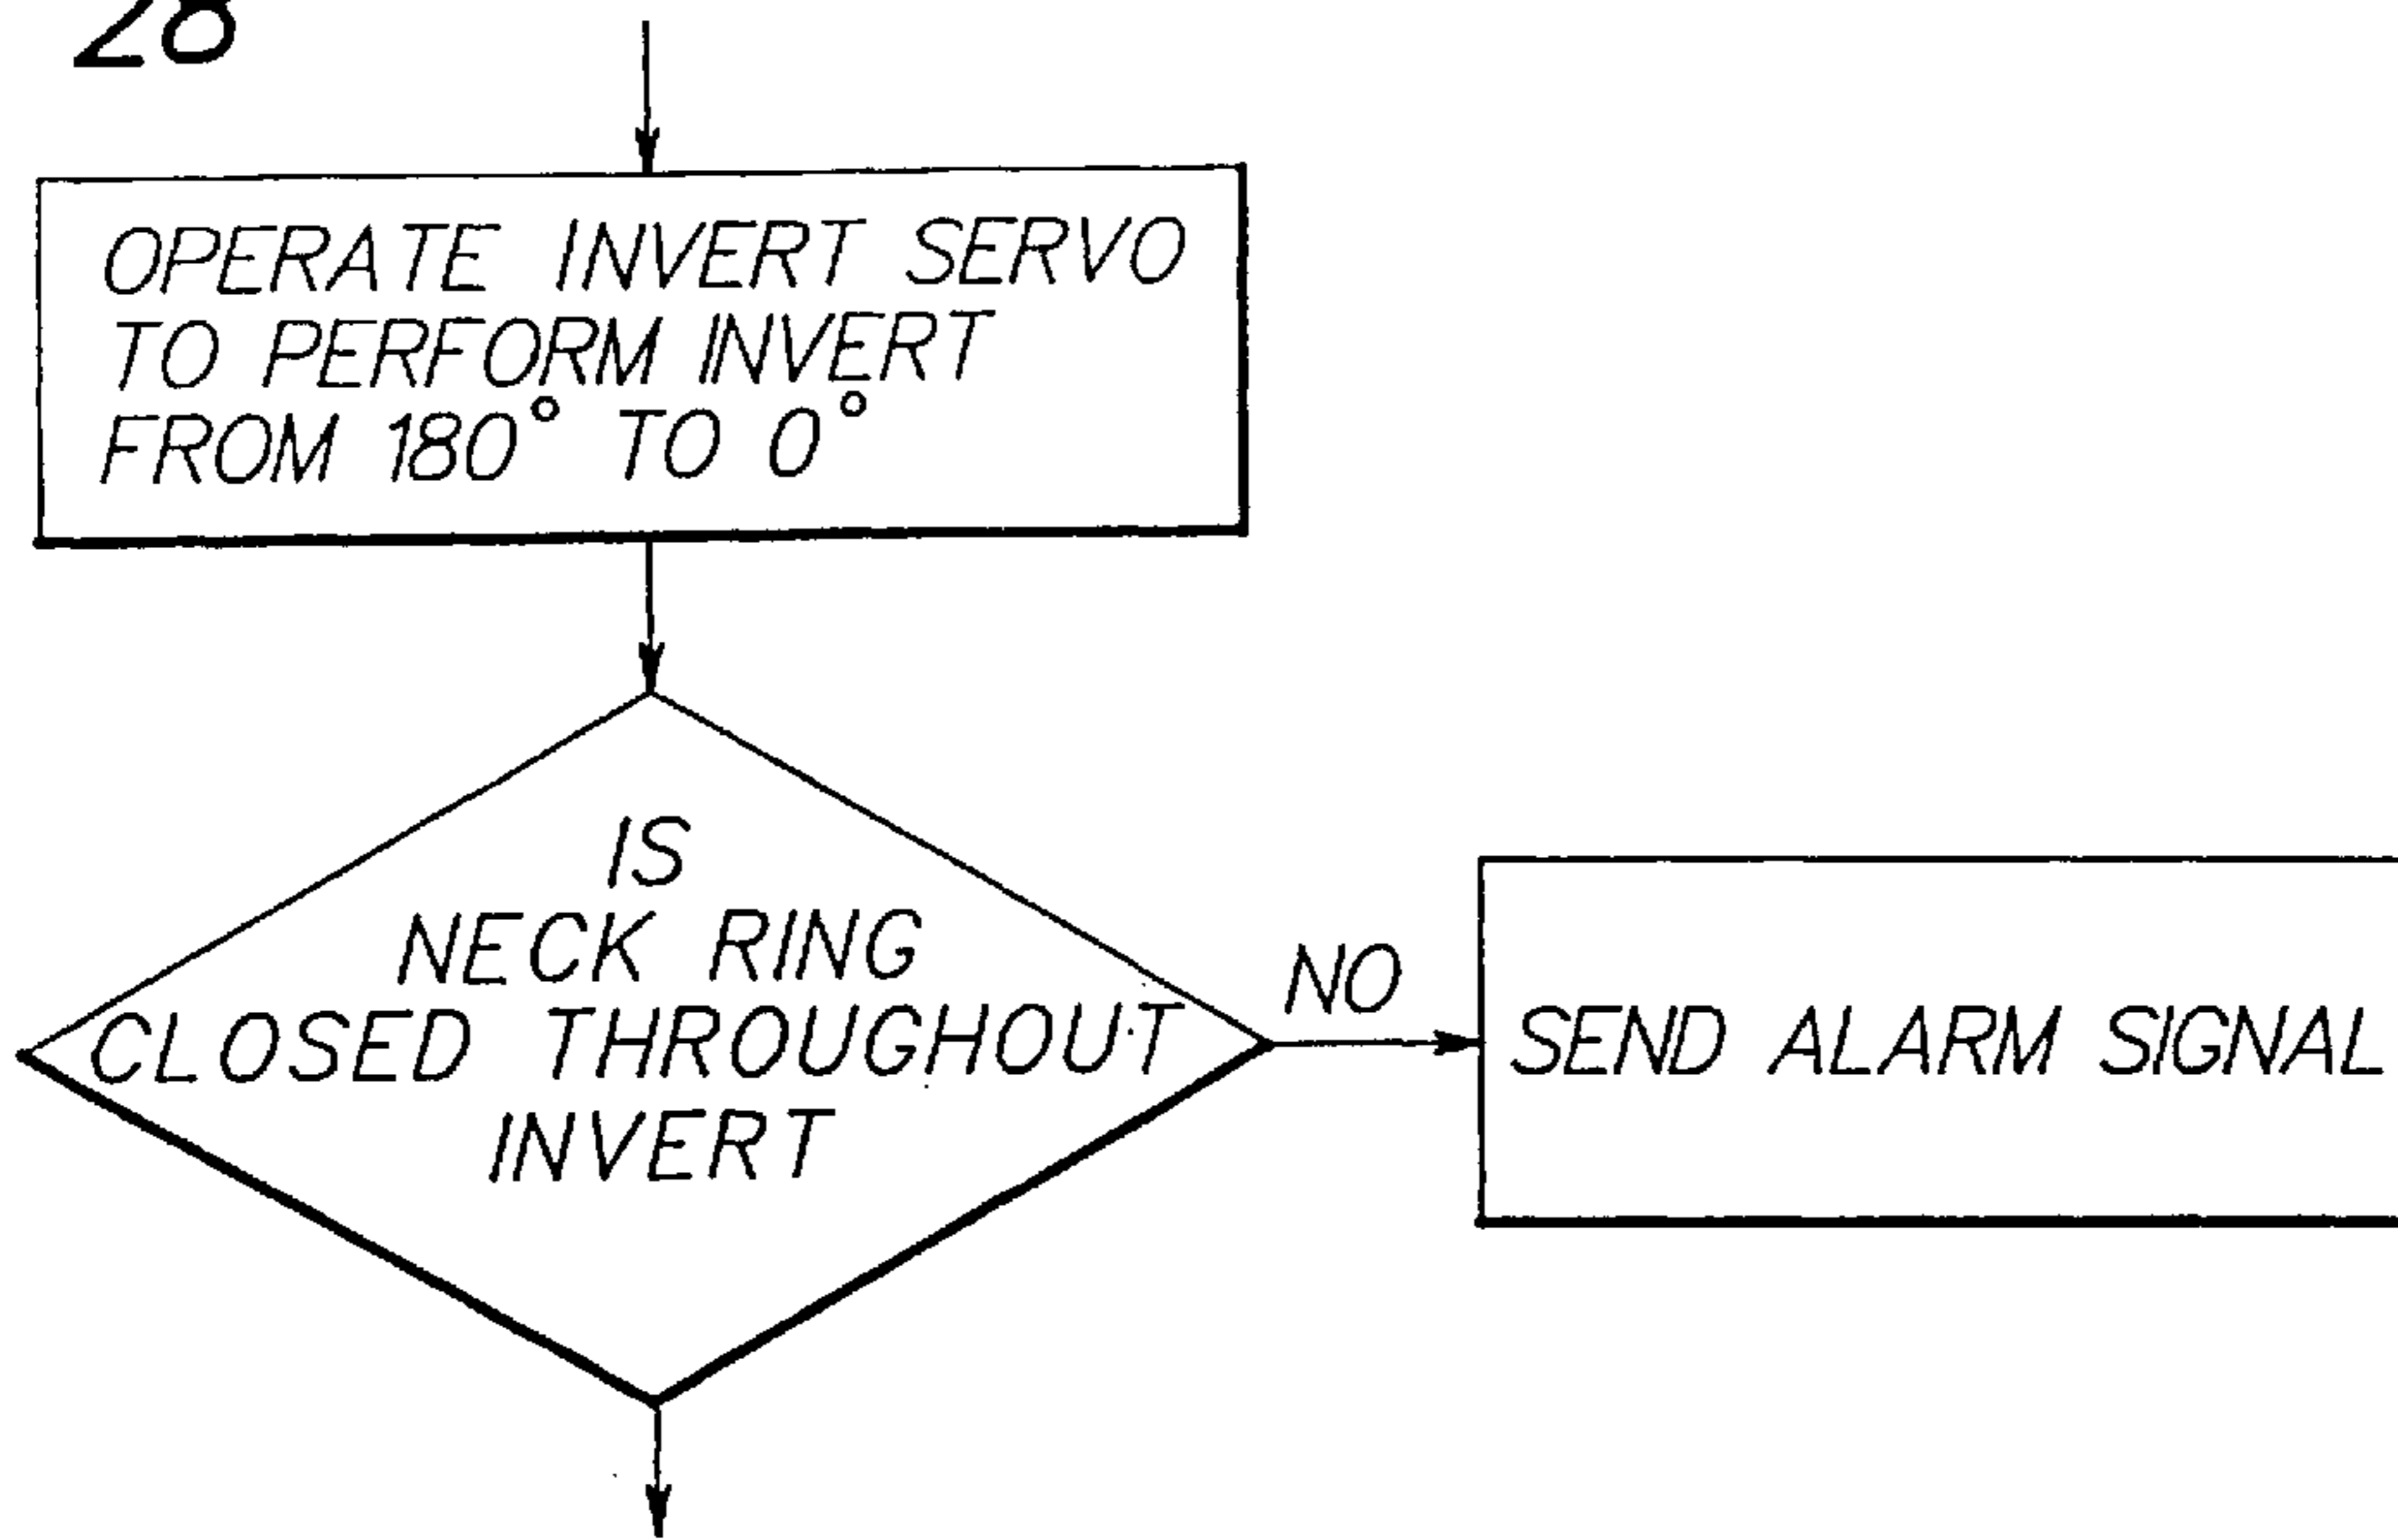 28
OPERATE INVERT SERVO
TO PERFORM INVERT
FROM 180° TO 0°
IS
NECK RING
CLOSED THROUGHOUT
INVERT
NO
SEND ALARM SIGNAL